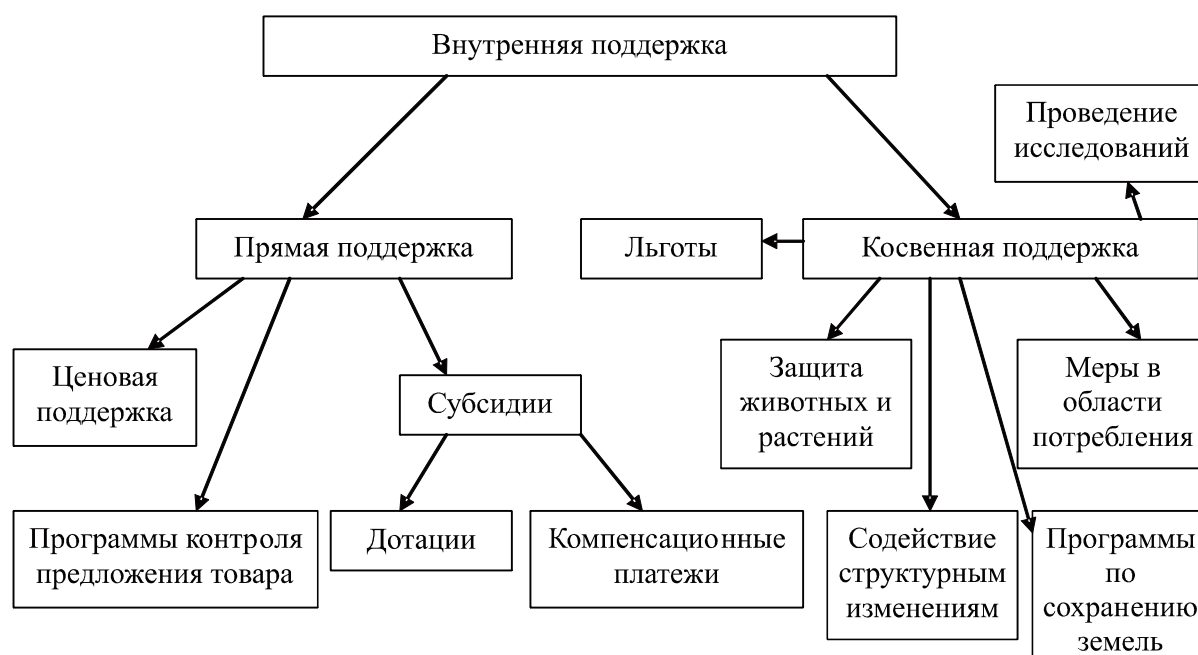 Внутренняя поддержка
Проведение
исследований
Прямая поддержка
Льготы
Косвенная поддержка
Ценовая
поддержка
Субсидии
Защита
животных и
растений
Меры в
области
потребления
Программы контроля
предложения товара
Дотации
Компенсационные
платежи
Содействие
структурным
изменениям
Программы
по
сохранению
земель